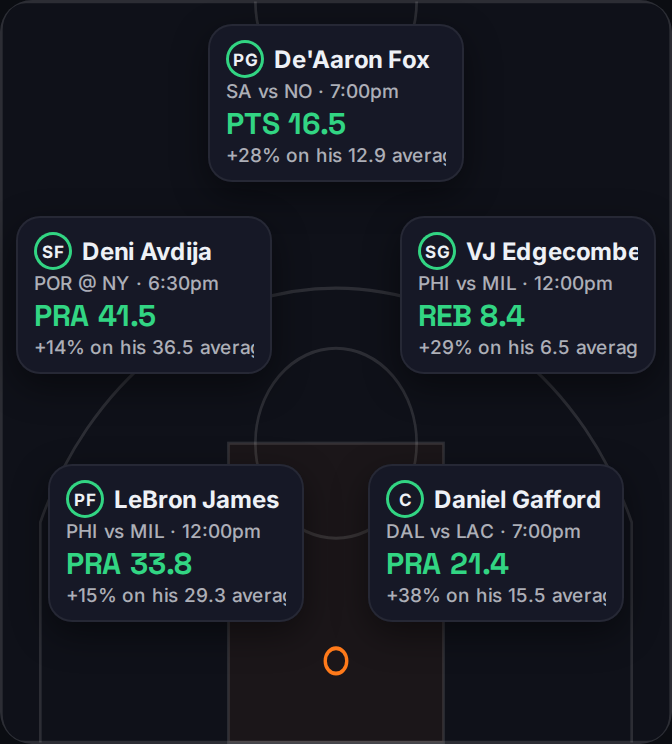 PG De'Aaron Fox
SA vs NO · 7:00pm
PTS 16.5
+28% on his 12.9 averag
SF Deni Avdija
POR @ NY · 6:30pm
PRA 41.5
+14% on his 36.5 averag
SG VJ Edgecombe
PHI vs MIL · 12:00pm
REB 8.4
+29% on his 6.5 averag
PF LeBron James
PHI vs MIL · 12:00pm
PRA 33.8
+15% on his 29.3 averag
C Daniel Gafford
DAL vs LAC · 7:00pm
PRA 21.4
+38% on his 15.5 averag